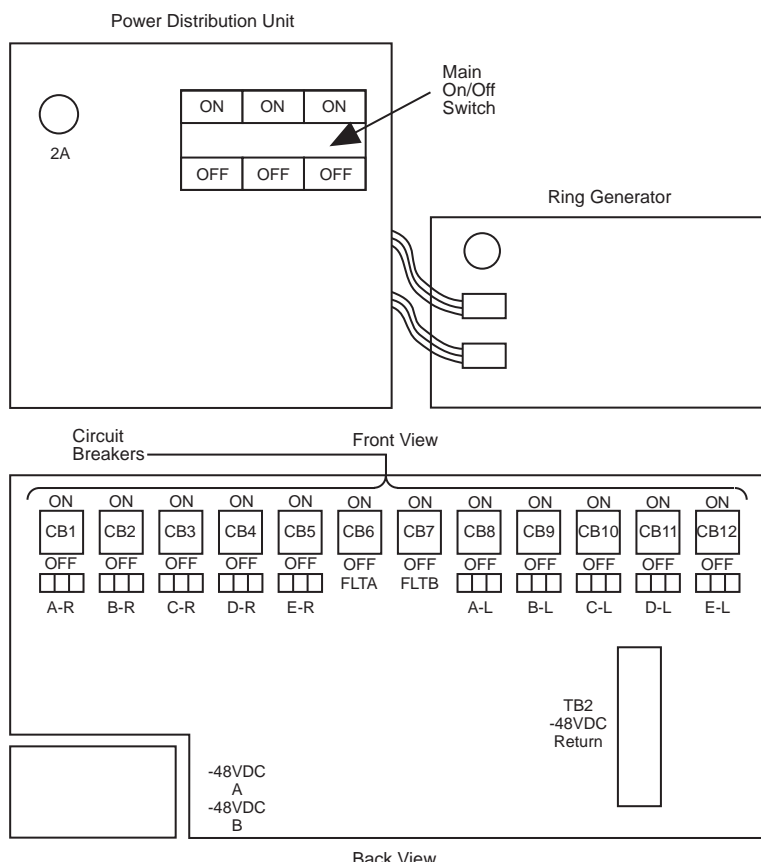 Power Distribution Unit
Main
On/Off
Switch
ON ON ON
2A
OFF OFF OFF
Ring Generator
Circuit
Breakers
Front View
ON ON ON ON ON ON ON ON ON ON ON ON
CB1 CB2 CB3 CB4 CB5 CB6 CB7 CB8 CB9 CB10 CB11 CB12
OFF OFF OFF OFF OFF OFF OFF OFF OFF OFF OFF OFF
FLTA FLTB
A-R B-R C-R D-R E-R A-L B-L C-L D-L E-L
TB2
-48VDC
Return
-48VDC
A
-48VDC
B
Back View